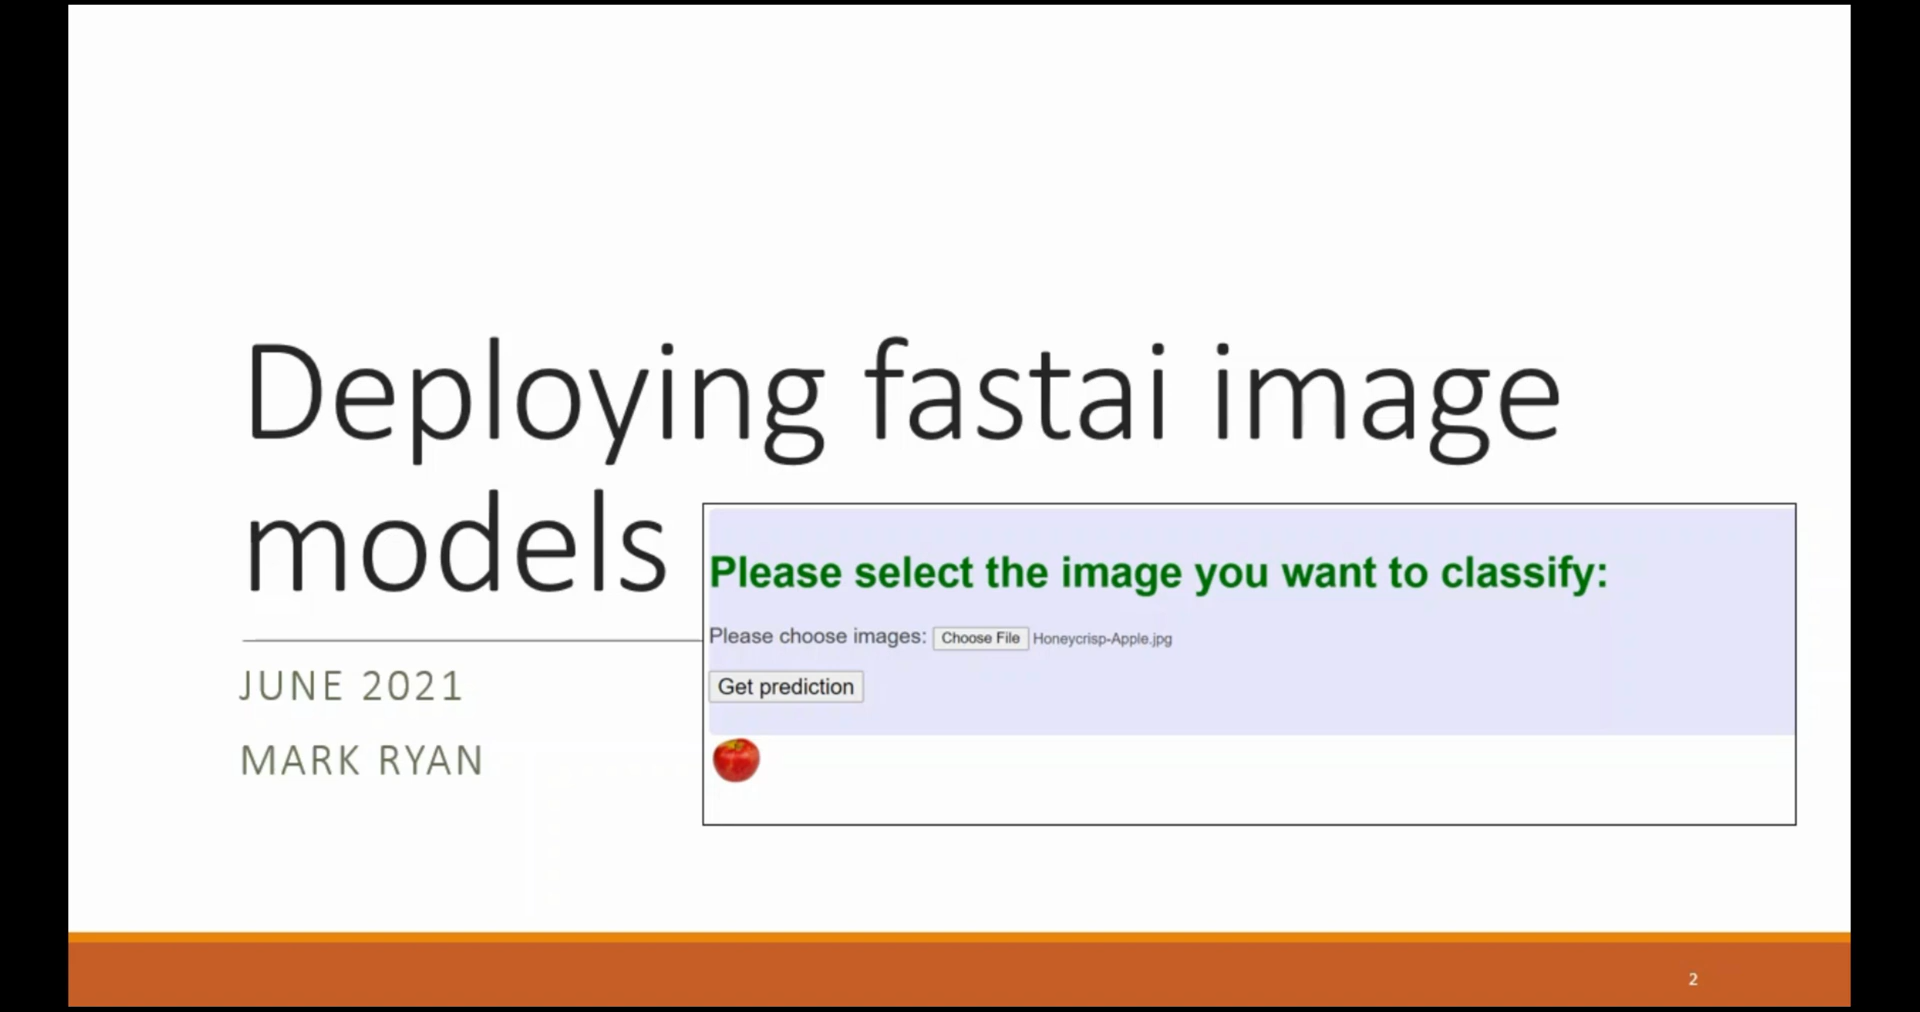 Deploying fastai image
models
Please select the image you want to classify:
Please choose images: Choose File Honeycrisp-Apple.jpg
Get prediction
JUNE 2021
MARK RYAN
2